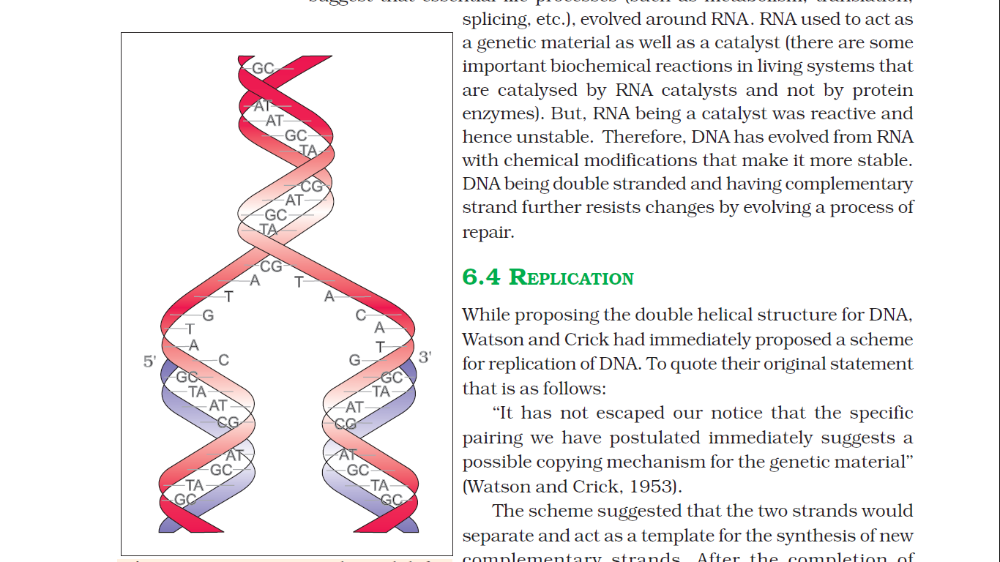 suggest that essential life processes (such as metabolism, translation,
splicing, etc.), evolved around RNA. RNA used to act as
a genetic material as well as a catalyst (there are some
important biochemical reactions in living systems that
are catalysed by RNA catalysts and not by protein
enzymes). But, RNA being a catalyst was reactive and
hence unstable. Therefore, DNA has evolved from RNA
with chemical modifications that make it more stable.
DNA being double stranded and having complementary
strand further resists changes by evolving a process of
repair.
6.4 REPLICATION
While proposing the double helical structure for DNA,
Watson and Crick had immediately proposed a scheme
for replication of DNA. To quote their original statement
that is as follows:
“It has not escaped our notice that the specific
pairing we have postulated immediately suggests a
possible copying mechanism for the genetic material”
(Watson and Crick, 1953).
The scheme suggested that the two strands would
separate and act as a template for the synthesis of new
complementary strands. After the completion of
GC
AT
AT
GC
TA
CG
AT
GC
TA
CG
A T
T A
G C
T A
A T
5' C G 3'
GC GC
TA TA
AT AT
CG CG
AT AT
GC GC
TA TA
GC GC